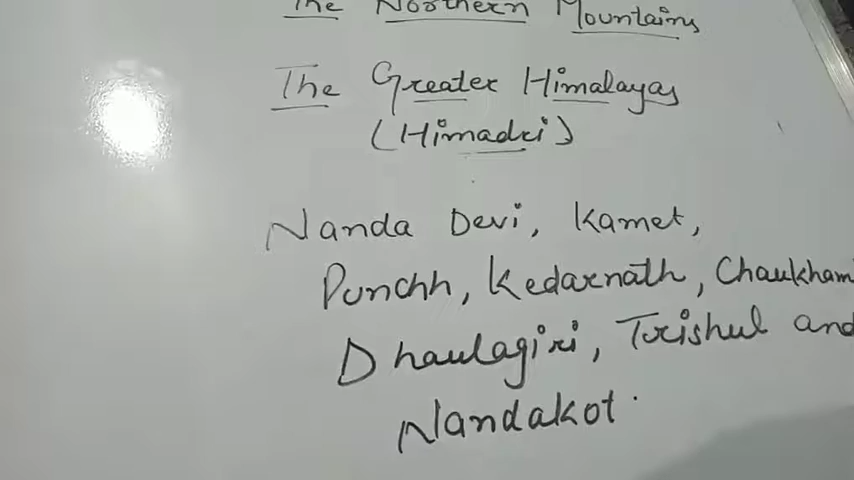 The Northern Mountains
The Greater Himalayas
(Himadri)
Nanda Devi, Kamet,
Punchh, Kedarnath, Chaukham
Dhaulagiri, Trishul and
Nandakot.